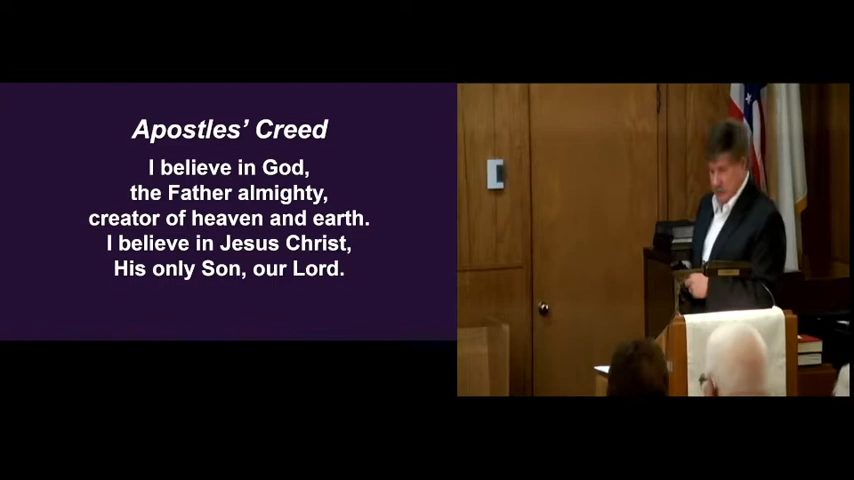 Apostles’ Creed
I believe in God,
the Father almighty,
creator of heaven and earth.
I believe in Jesus Christ,
His only Son, our Lord.